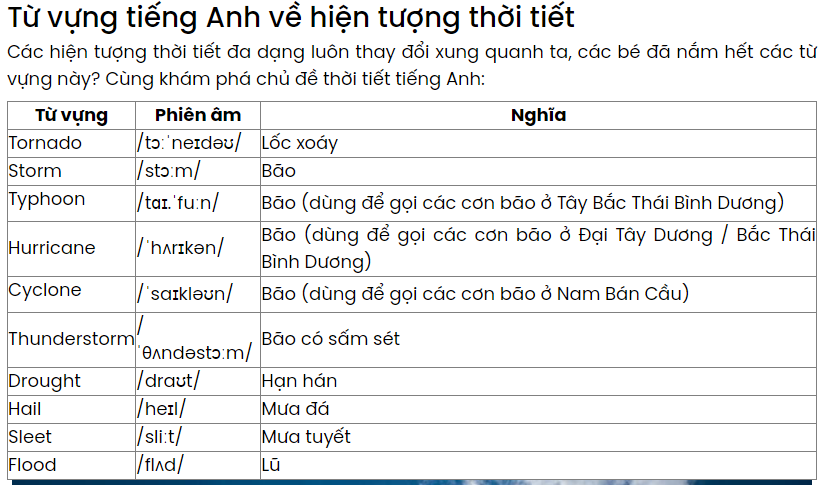 Từ vựng tiếng Anh về hiện tượng thời tiết
Các hiện tượng thời tiết đa dạng luôn thay đổi xung quanh ta, các bé đã nắm hết các từ
vựng này? Cùng khám phá chủ đề thời tiết tiếng Anh:
Từ vựng Phiên âm Nghĩa
Tornado /tɔːˈneɪdəʊ/ Lốc xoáy
Storm /stɔːm/ Bão
Typhoon /tɑɪ.ˈfuːn/ Bão (dùng để gọi các cơn bão ở Tây Bắc Thái Bình Dương)
Hurricane /ˈhʌrɪkən/ Bão (dùng để gọi các cơn bão ở Đại Tây Dương / Bắc Thái
Bình Dương)
Cyclone /ˈsaɪkləʊn/ Bão (dùng để gọi các cơn bão ở Nam Bán Cầu)
Thunderstorm /
ˈθʌndəstɔːm/ Bão có sấm sét
Drought /draʊt/ Hạn hán
Hail /heɪl/ Mưa đá
Sleet /sliːt/ Mưa tuyết
Flood /flʌd/ Lũ